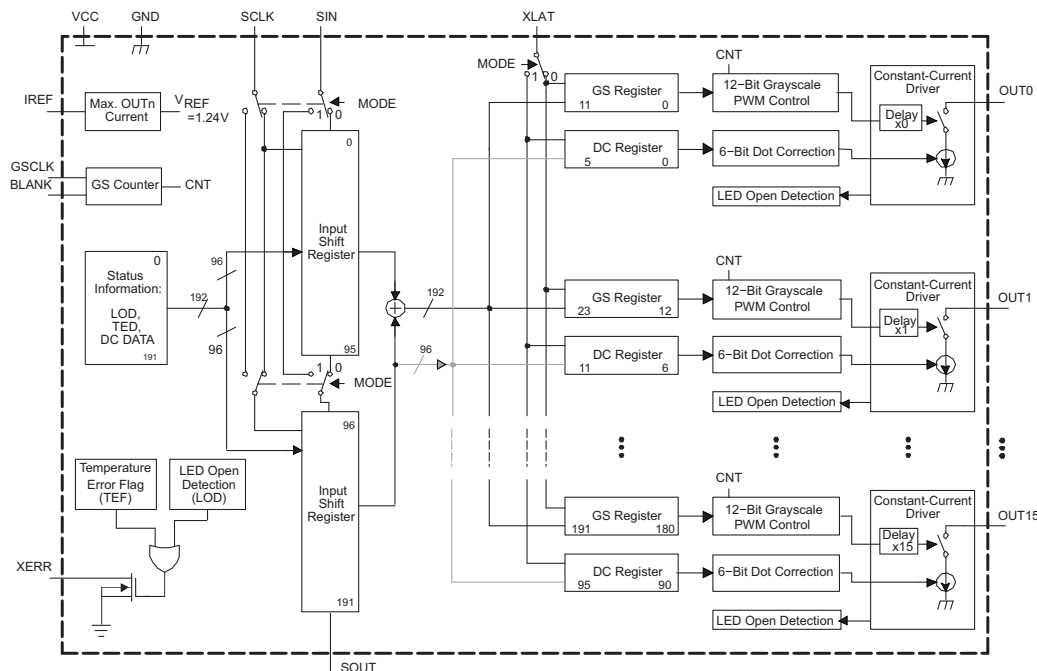 VCC
GND
SCLK
SIN
XLAT
MODE
1 0
CNT
IREF
Max. OUTn
Current
VREF
=1.24V
1 0
MODE
GS Register
11 0
12−Bit Grayscale
PWM Control
Constant−Current
Driver
Delay
x0
OUT0
0
DC Register
5 0
6−Bit Dot Correction
LED Open Detection
GSCLK
BLANK
GS Counter
CNT
Input
Shift
Register
0
Status
Information:
LOD,
TED,
DC DATA
191
192
96
96
95
192
96
CNT
GS Register
23 12
12−Bit Grayscale
PWM Control
Constant−Current
Driver
Delay
x1
OUT1
DC Register
11 6
6−Bit Dot Correction
LED Open Detection
1 0
MODE
96
Input
Shift
Register
191
Temperature
Error Flag
(TEF)
LED Open
Detection
(LOD)
XERR
CNT
GS Register
191 180
12−Bit Grayscale
PWM Control
Constant−Current
Driver
Delay
x15
OUT15
DC Register
95 90
6−Bit Dot Correction
LED Open Detection
SOUT